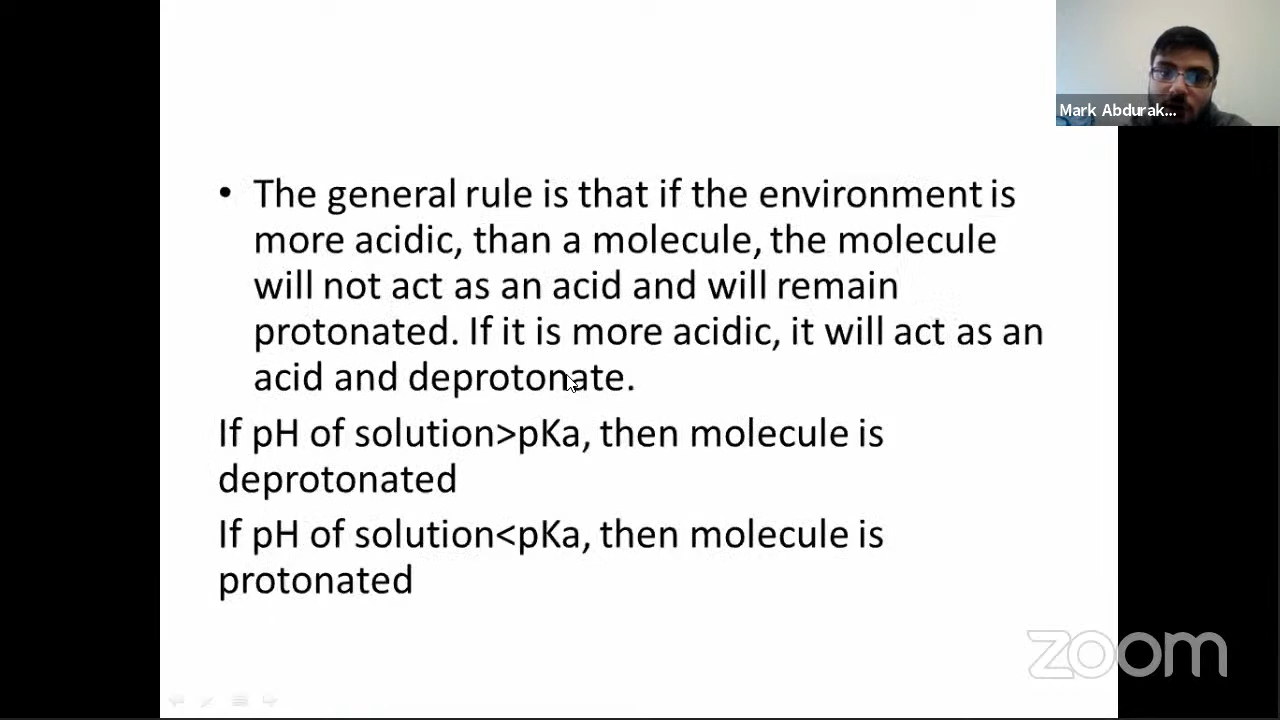 Mark Abdurak...
• The general rule is that if the environment is
more acidic, than a molecule, the molecule
will not act as an acid and will remain
protonated. If it is more acidic, it will act as an
acid and deprotonate.
If pH of solution>pKa, then molecule is
deprotonated
If pH of solution<pKa, then molecule is
protonated
zoom